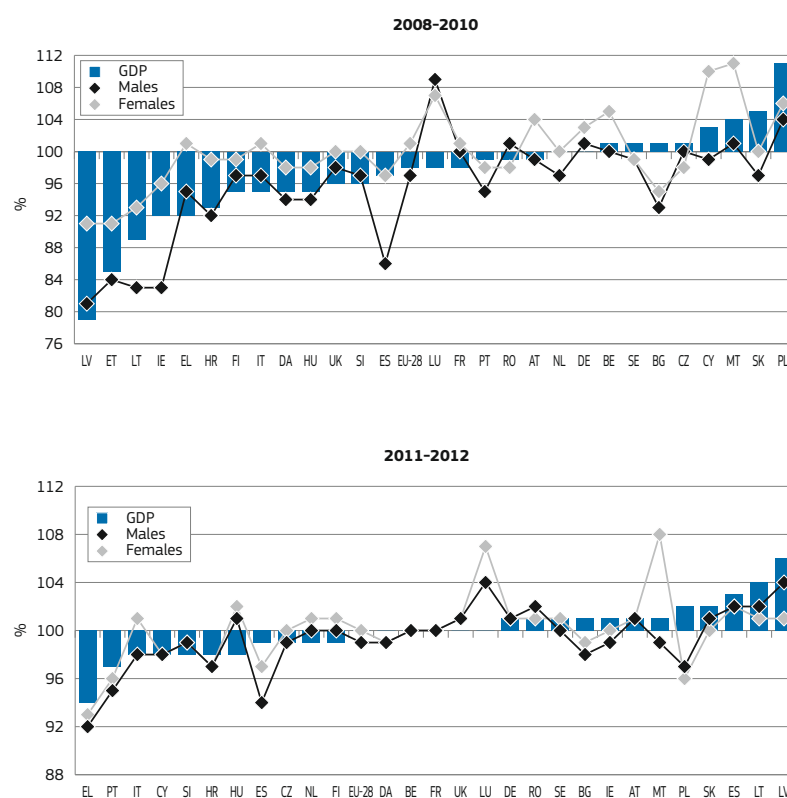 2008-2010
112
108
104
100
96
92
88
84
80
76
%
GDP
Males
Females
LV ET LT IE EL HR FI IT DA HU UK SI ES EU-28 LU FR PT RO AT NL DE BE SE BG CZ CY MT SK PL
2011-2012
112
108
104
100
96
92
88
%
GDP
Males
Females
EL PT IT CY SI HR HU ES CZ NL FI EU-28 DA BE FR UK LU DE RO SE BG IE AT MT PL SK ES LT LV